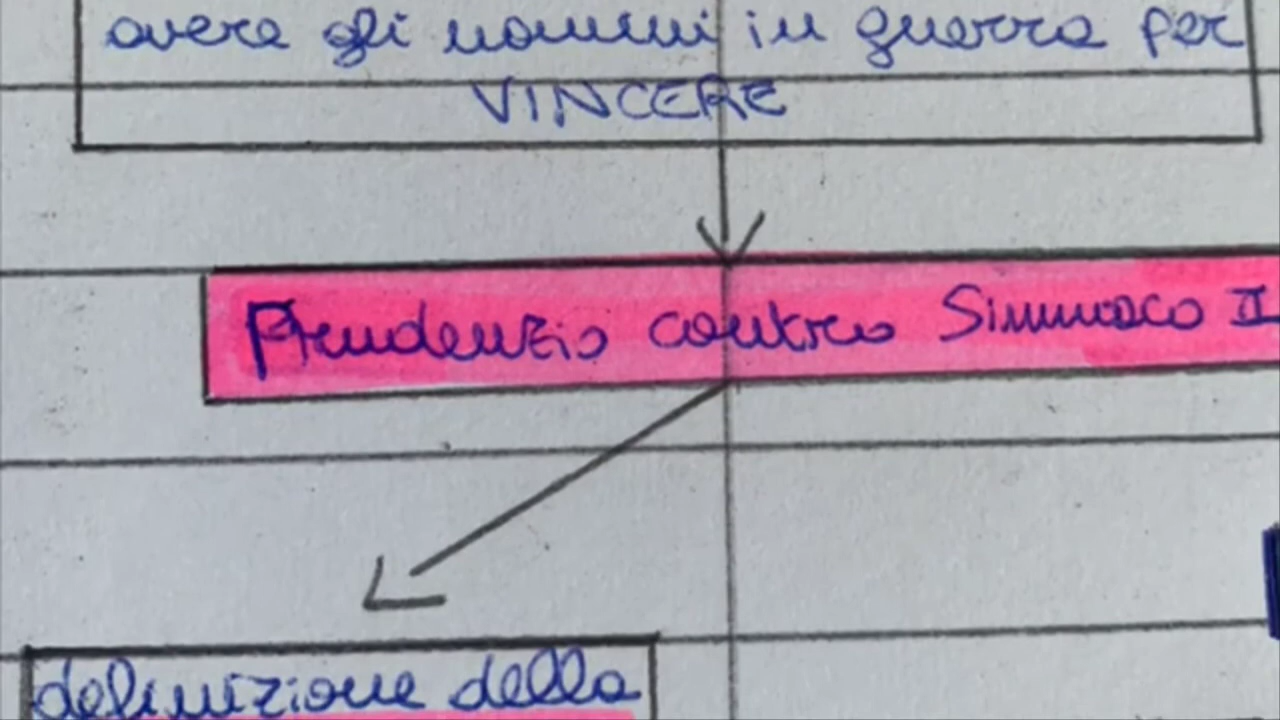 avere gli uomini in guerra per
VINCERE
Prudenzio contro Simmaco II
definizione della